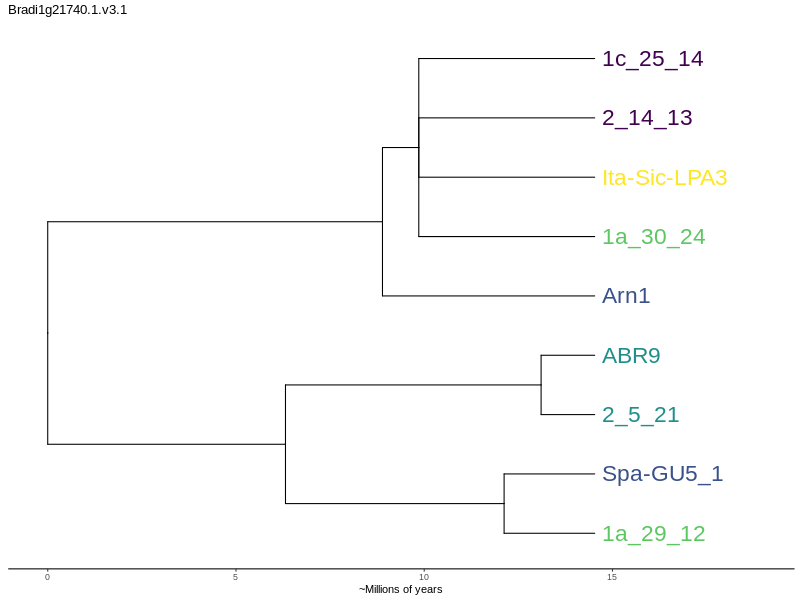 Bradi1g21740.1.v3.1
1c_25_14
2_14_13
Ita-Sic-LPA3
1a_30_24
Arn1
ABR9
2_5_21
Spa-GU5_1
1a_29_12
0 5 10 15
~Millions of years